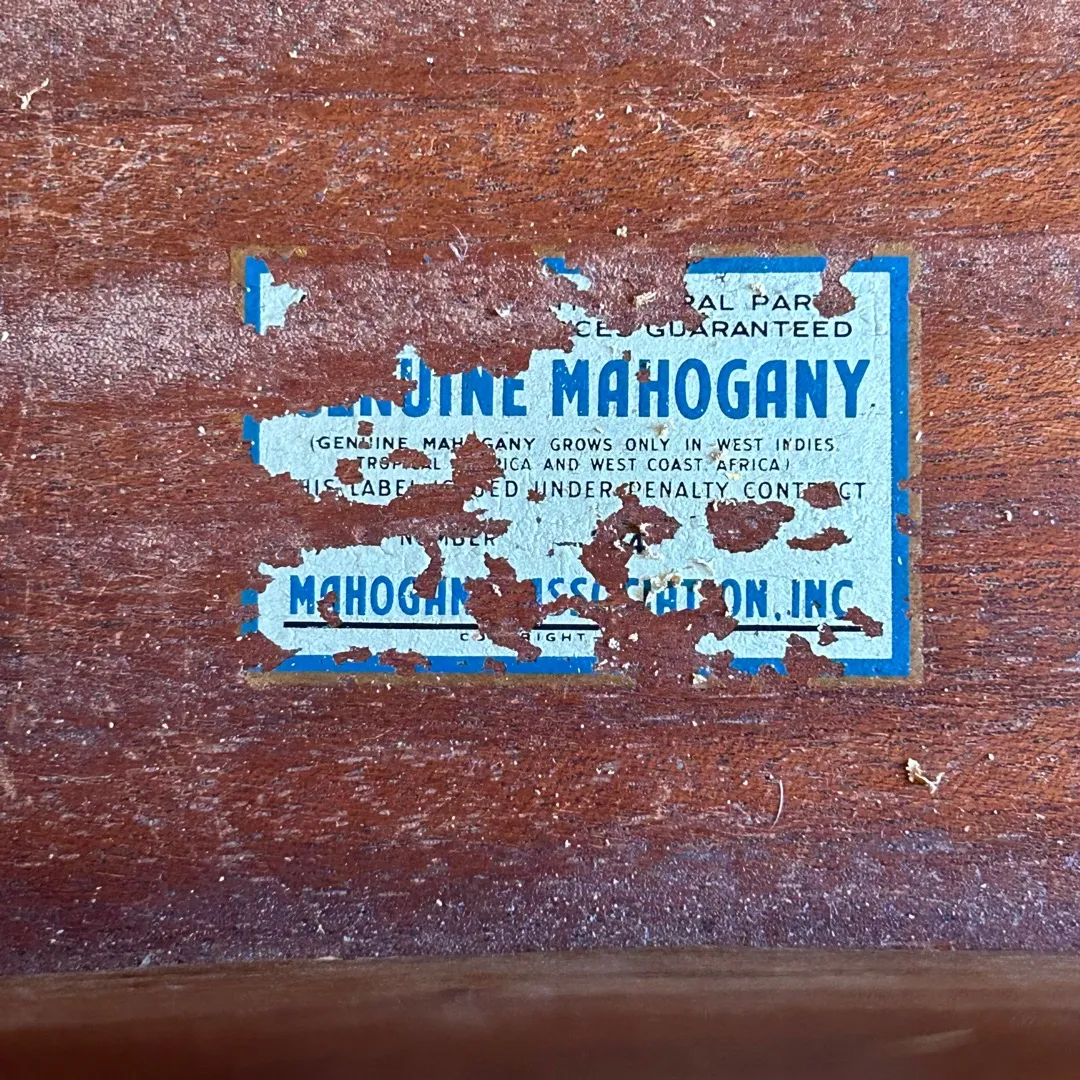 RAL PAR
CES GUARANTEED
GENUINE MAHOGANY
(GENUINE MAHOGANY GROWS ONLY IN WEST INDIES,
TROPICAL AMERICA AND WEST COAST, AFRICA)
THIS LABEL USED UNDER PENALTY CONTRACT
NUMBER
MAHOGANY ASSOCIATION, INC.
COPYRIGHT